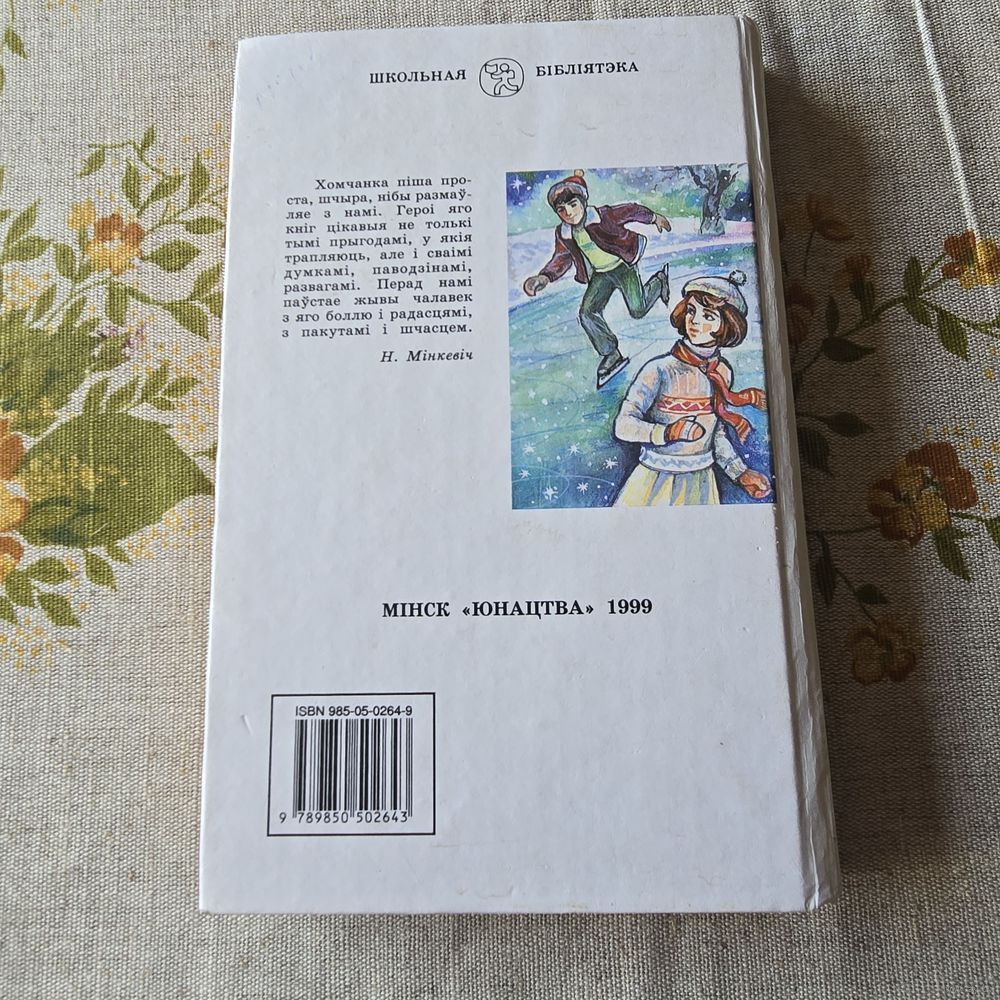 ШКОЛЬНАЯ БІБЛІЯТЭКА
Хомчанка піша про-
ста, шчыра, нібы размаў-
ляе з намі. Героі яго
кніг цікавыя не толькі
тымі прыгодамі, у якія
трапляюць, але і сваімі
думкамі, паводзінамі,
развагамі. Перад намі
паўстае жывы чалавек
з яго боллю і радасцямі,
з пакутамі і шчасцем.
Н. Мінкевіч
МІНСК «ЮНАЦТВА» 1999
ISBN 985-05-0264-9
9 789850 502643